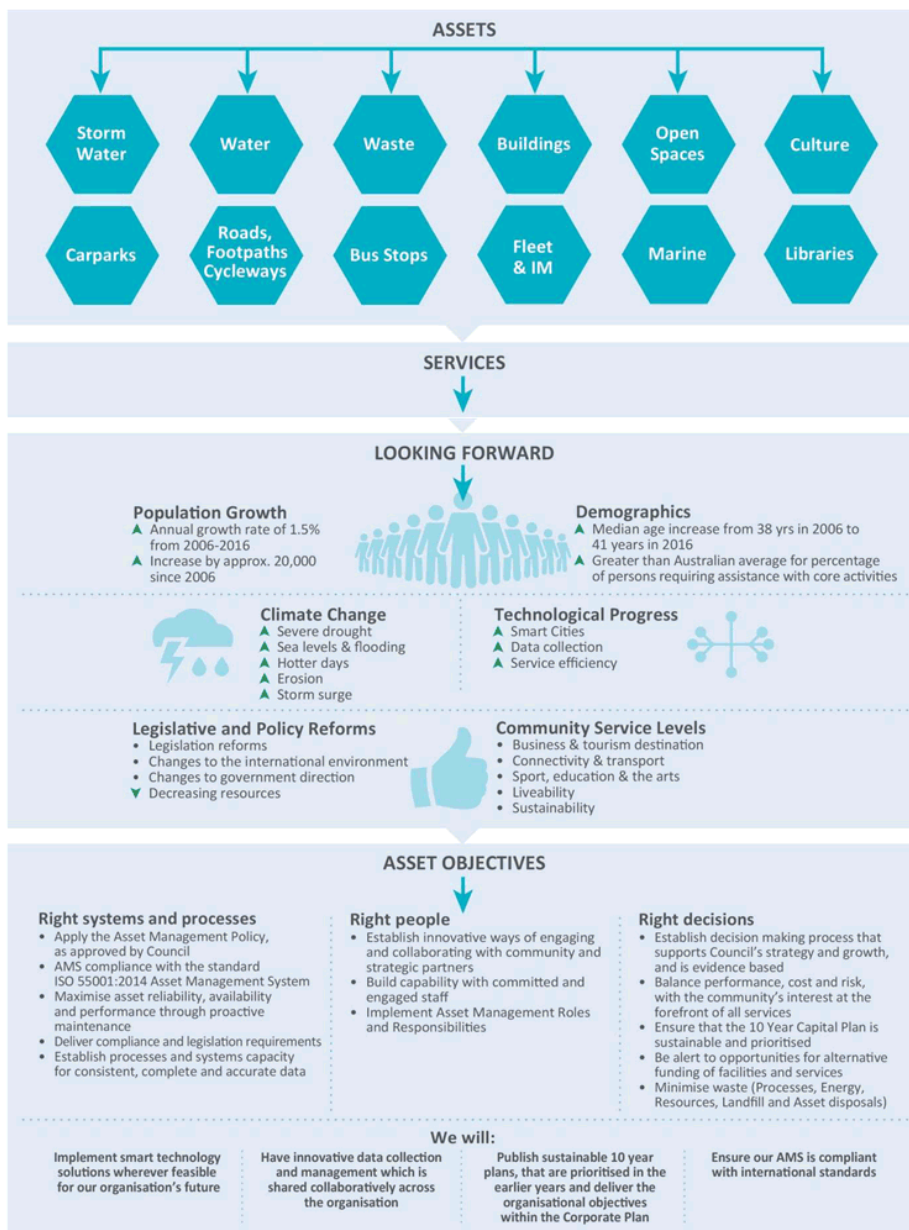 ASSETS
Storm
Water
Water
Waste
Buildings
Open
Spaces
Culture
Carparks
Roads,
Footpaths
Cycleways
Bus Stops
Fleet
& IM
Marine
Libraries
SERVICES
LOOKING FORWARD
Population Growth
Annual growth rate of 1.5%
from 2006-2016
Increase by approx. 20,000
since 2006
Demographics
Median age increase from 38 yrs in 2006 to
41 years in 2016
Greater than Australian average for percentage
of persons requiring assistance with core activities
Climate Change
Severe drought
Sea levels & flooding
Hotter days
Erosion
Storm surge
Technological Progress
Smart Cities
Data collection
Service efficiency
Legislative and Policy Reforms
• Legislation reforms
• Changes to the international environment
• Changes to government direction
Decreasing resources
Community Service Levels
• Business & tourism destination
• Connectivity & transport
• Sport, education & the arts
• Liveability
• Sustainability
ASSET OBJECTIVES
Right systems and processes
• Apply the Asset Management Policy,
as approved by Council
• AMS compliance with the standard
ISO 55001:2014 Asset Management System
• Maximise asset reliability, availability
and performance through proactive
maintenance
• Deliver compliance and legislation requirements
• Establish processes and systems capacity
for consistent, complete and accurate data
Right people
• Establish innovative ways of engaging
and collaborating with community and
strategic partners
• Build capability with committed and
engaged staff
• Implement Asset Management Roles
and Responsibilities
Right decisions
• Establish decision making process that
supports Council's strategy and growth,
and is evidence based
• Balance performance, cost and risk,
with the community's interest at the
forefront of all services
• Ensure that the 10 Year Capital Plan is
sustainable and prioritised
• Be alert to opportunities for alternative
funding of facilities and services
• Minimise waste (Processes, Energy,
Resources, Landfill and Asset disposals)
We will:
Implement smart technology
solutions wherever feasible
for our organisation's future
Have innovative data collection
and management which is
shared collaboratively across
the organisation
Publish sustainable 10 year
plans, that are prioritised in the
earlier years and deliver the
organisational objectives
within the Corporate Plan
Ensure our AMS is compliant
with international standards